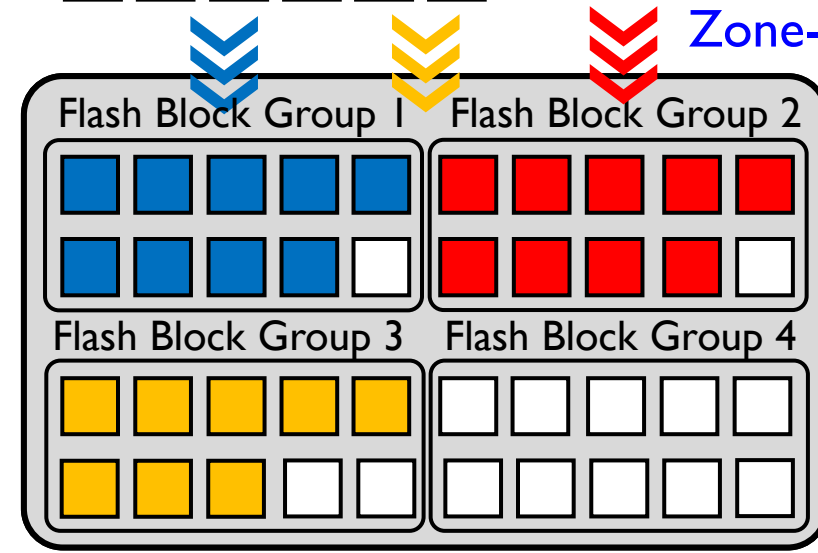 Zone-
Flash Block Group 1
Flash Block Group 2
Flash Block Group 3
Flash Block Group 4